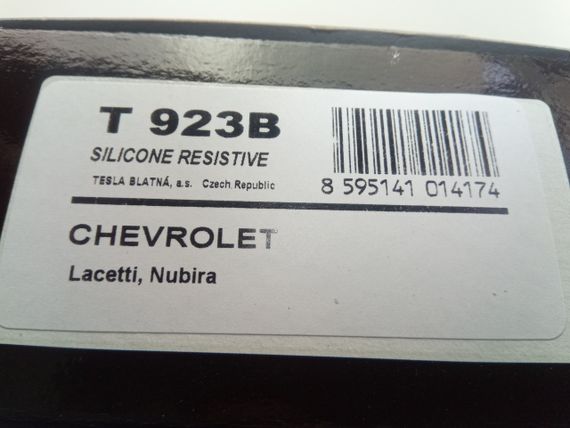 T 923B
SILICONE RESISTIVE
TESLA BLATNÁ, a.s. Czech Republic
8 595141 014174
CHEVROLET
Lacetti, Nubira